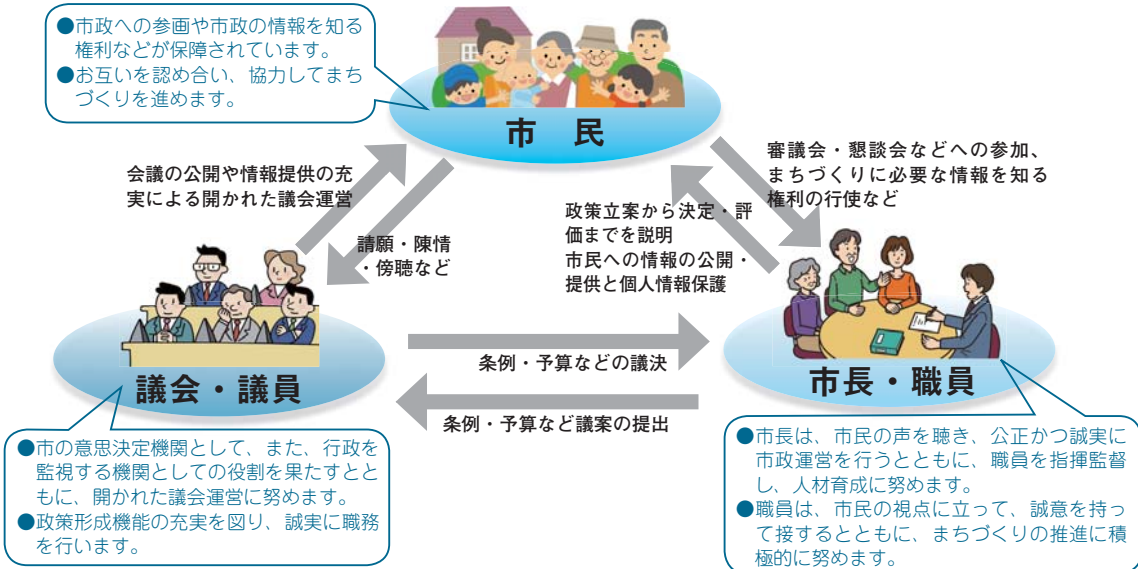 ●市政への参画や市政の情報を知る
権利などが保障されています。
●お互いを認め合い、協力してまち
づくりを進めます。
市 民
会議の公開や情報提供の充
実による開かれた議会運営
請願・陳情
・傍聴など
政策立案から決定・評
価までを説明
市民への情報の公開・
提供と個人情報保護
審議会・懇談会などへの参加、
まちづくりに必要な情報を知る
権利の行使など
議会・議員
条例・予算などの議決
条例・予算など議案の提出
市長・職員
●市の意思決定機関として、また、行政を
監視する機関としての役割を果たすとと
もに、開かれた議会運営に努めます。
●政策形成機能の充実を図り、誠実に職務
を行います。
●市長は、市民の声を聴き、公正かつ誠実に
市政運営を行うとともに、職員を指揮監督
し、人材育成に努めます。
●職員は、市民の視点に立って、誠意を持っ
て接するとともに、まちづくりの推進に積
極的に努めます。